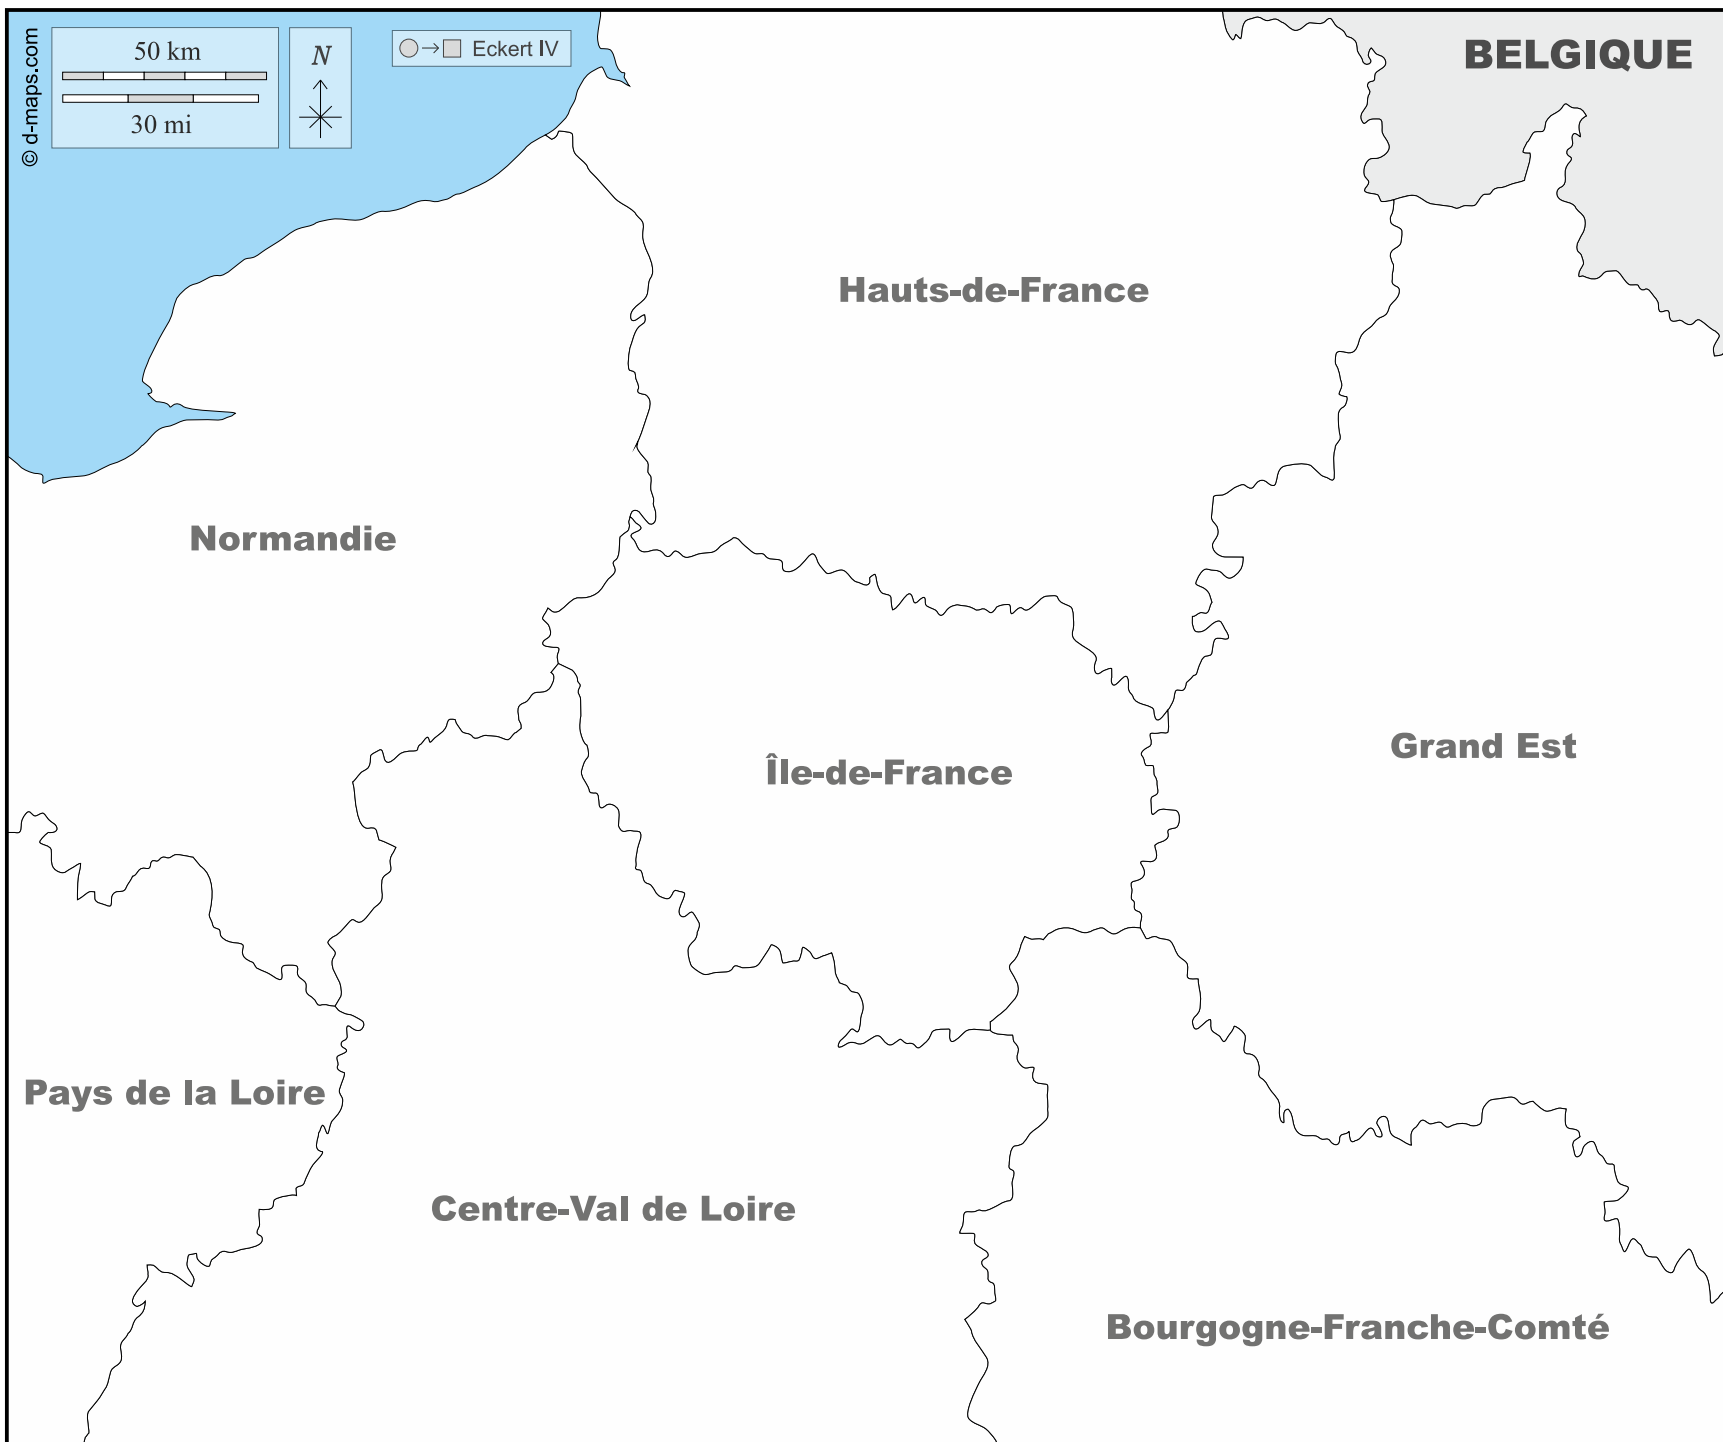 © d-maps.com
50 km
30 mi
N
Eckert IV
BELGIQUE
Hauts-de-France
Normandie
Île-de-France
Grand Est
Pays de la Loire
Centre-Val de Loire
Bourgogne-Franche-Comté